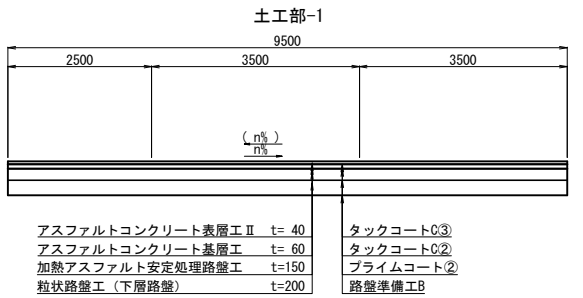 土工部-1
9500
2500 3500 3500
( n% )
n%
アスファルトコンクリート表層工Ⅱ t= 40 タックコートC③
アスファルトコンクリート基層工 t= 60 タックコートC②
加熱アスファルト安定処理路盤工 t=150 プライムコート②
粒状路盤工（下層路盤） t=200 路盤準備工B